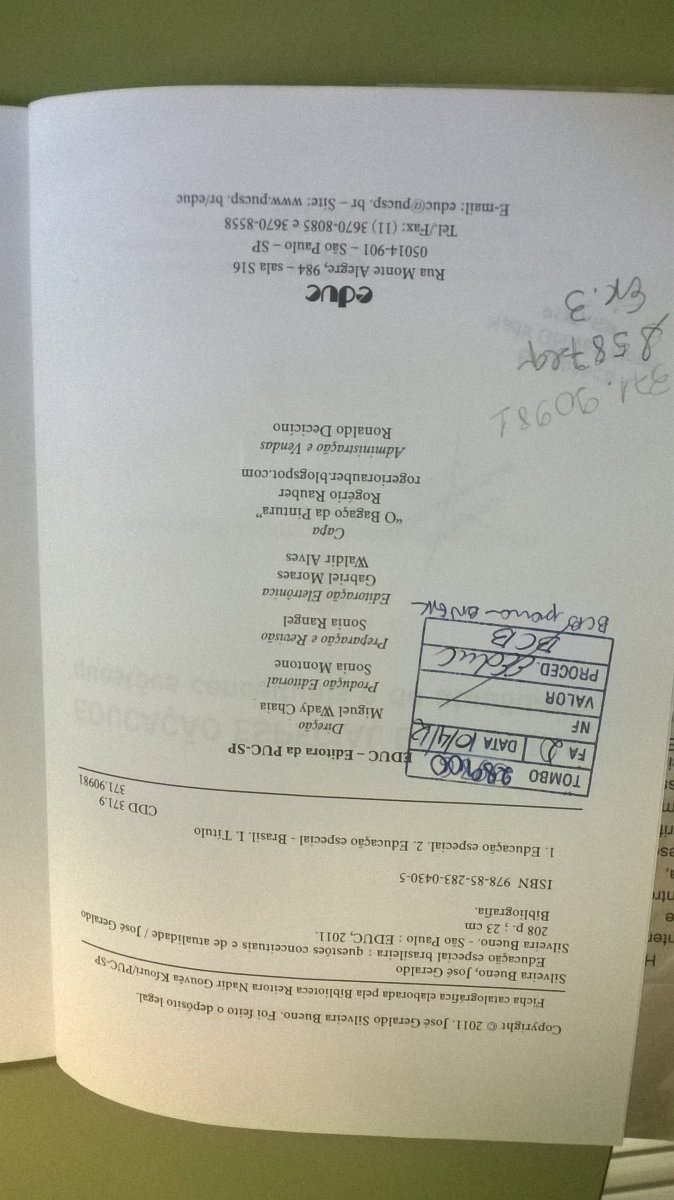 Copyright © 2011. José Geraldo Silveira Bueno. Foi feito o depósito legal.
Ficha catalográfica elaborada pela Biblioteca Reitora Nadir Gouvêa Kfouri/PUC-SP
Silveira Bueno, José Geraldo
Educação especial brasileira : questões conceituais e de atualidade / José Geraldo
Silveira Bueno. - São Paulo : EDUC, 2011.
208 p. ; 23 cm
Bibliografia.
ISBN 978-85-283-0430-5
1. Educação especial. 2. Educação especial - Brasil. I. Título
CDD 371.9
371.90981
EDUC – Editora da PUC-SP
Direção
Miguel Wady Chaia
Produção Editorial
Sonia Montone
Preparação e Revisão
Sonia Rangel
Editoração Eletrônica
Gabriel Moraes
Waldir Alves
Capa
"O Bagaço da Pintura"
Rogério Rauber
rogeriorauber.blogspot.com
Administração e Vendas
Ronaldo Decicino
educ
Rua Monte Alegre, 984 – sala S16
05014-901 – São Paulo – SP
Tel./Fax: (11) 3670-8085 e 3670-8558
E-mail: educ@pucsp. br – Site: www.pucsp. br/educ
TOMBO
FA DATA 10/4/12
NF
VALOR
PROCED. Educ
BCB
371.90981
Ex. 3